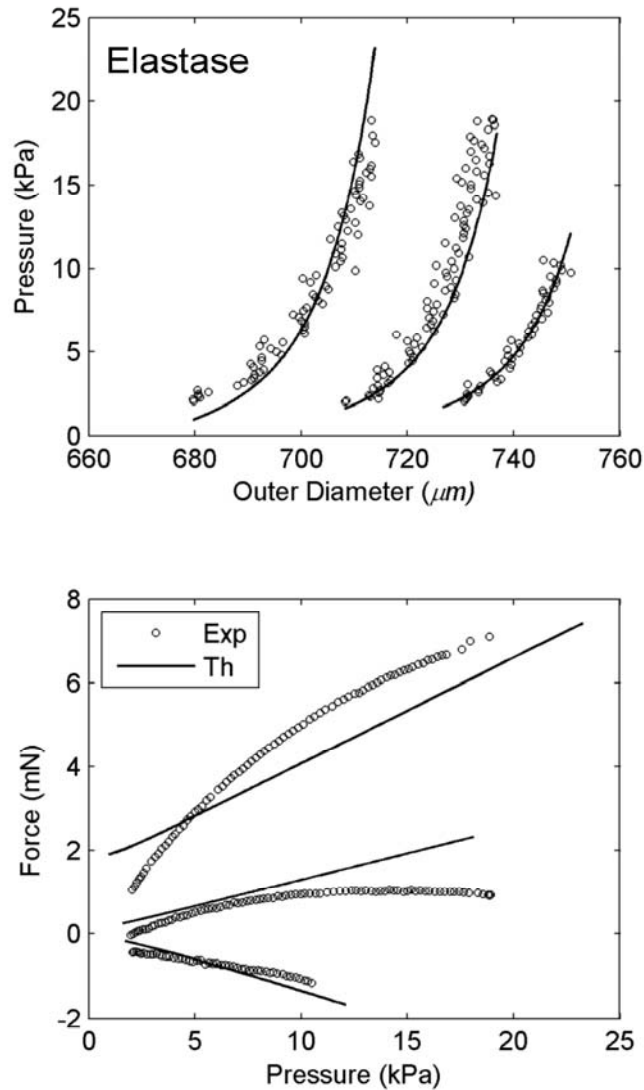 Elastase
25
20
15
10
5
0
Pressure (kPa)
660 680 700 720 740 760
Outer Diameter (μm)
Exp
Th
8
6
4
2
0
-2
Force (mN)
0 5 10 15 20 25
Pressure (kPa)